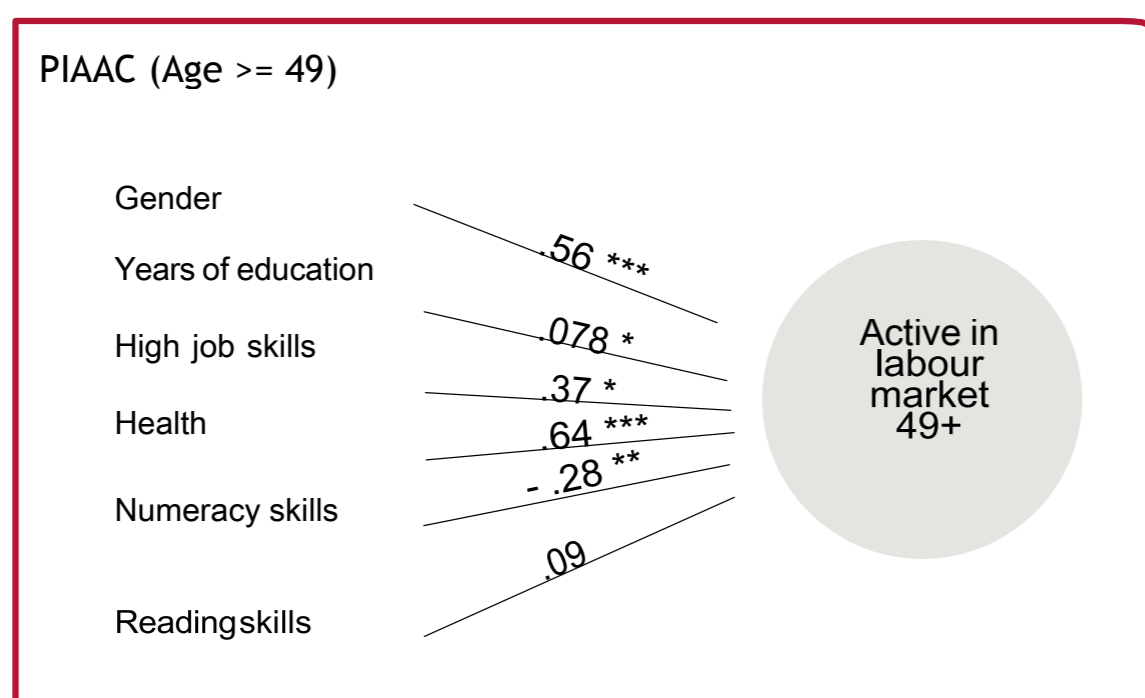 PIAAC (Age >= 49)
Gender
.56 ***
Years of education
.078 *
High job skills
.37 *
Health
.64 ***
Numeracy skills
- .28 **
Readingskills
.09
Active in
labour
market
49+